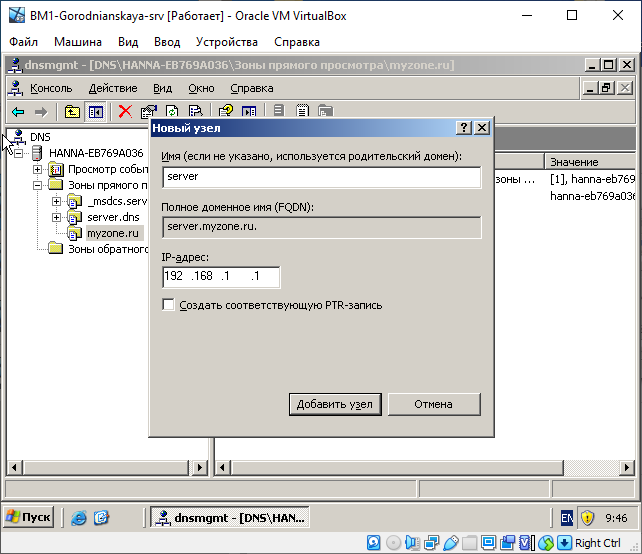 BM1-Gorodnianskaya-srv [Работает] - Oracle VM VirtualBox
Файл Машина Вид Ввод Устройства Справка
dnsmgmt - [DNS\HANNA-EB769A036\Зоны прямого просмотра\myzone.ru]
Консоль Действие Вид Окно Справка
DNS
HANNA-EB769A036
Просмотр событ
Зоны прямого п
_msdcs.serv
server.dns
myzone.ru
Зоны обратного
Значение
зоны ... [1], hanna-eb769
hanna-eb769a036
Новый узел
Имя (если не указано, используется родительский домен):
server
Полное доменное имя (FQDN):
server.myzone.ru.
IP-адрес:
192 .168 .1 .1
Создать соответствующую PTR-запись
Добавить узел Отмена
Пуск dnsmgmt - [DNS\HAN... EN 9:46
Right Ctrl